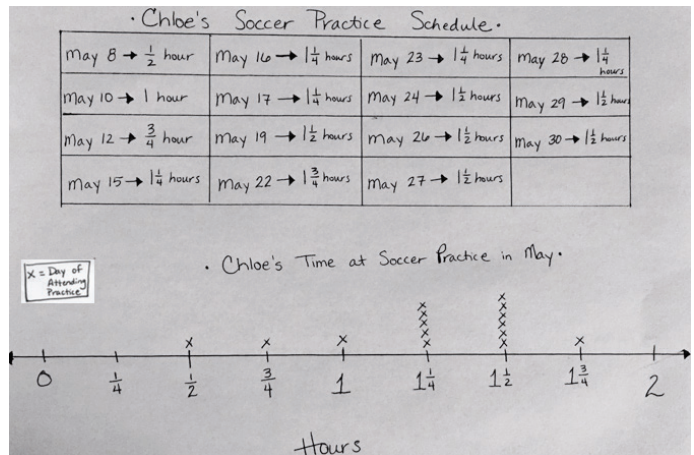 · Chloe's Soccer Practice Schedule ·
May 8 → 1/2 hour
May 16 → 1 1/4 hours
May 23 → 1 1/4 hours
May 28 → 1 1/4 hours
May 10 → 1 hour
May 17 → 1 1/4 hours
May 24 → 1 1/2 hours
May 29 → 1 1/2 hours
May 12 → 3/4 hour
May 19 → 1 1/2 hours
May 26 → 1 1/2 hours
May 30 → 1 1/2 hours
May 15 → 1 1/4 hours
May 22 → 1 3/4 hours
May 27 → 1 1/2 hours
· Chloe's Time at Soccer Practice in May ·
x = Day of
Attending
Practice
x x x x x x x x x x x x x x x
0 1/4 1/2 3/4 1 1 1/4 1 1/2 1 3/4 2
Hours